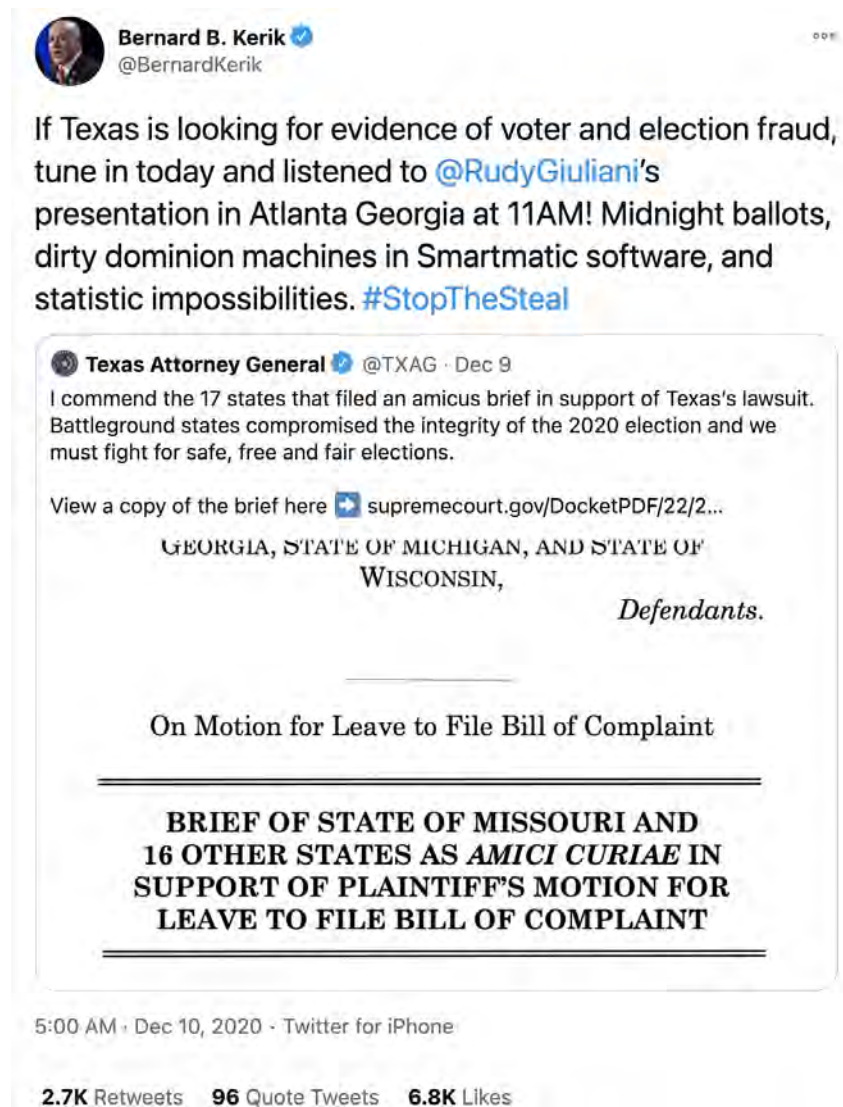 Bernard B. Kerik
@BernardKerik
If Texas is looking for evidence of voter and election fraud,
tune in today and listened to @RudyGiuliani's
presentation in Atlanta Georgia at 11AM! Midnight ballots,
dirty dominion machines in Smartmatic software, and
statistic impossibilities. #StopTheSteal
Texas Attorney General @TXAG · Dec 9
I commend the 17 states that filed an amicus brief in support of Texas's lawsuit.
Battleground states compromised the integrity of the 2020 election and we
must fight for safe, free and fair elections.
View a copy of the brief here ➡️ supremecourt.gov/DocketPDF/22/2...
GEORGIA, STATE OF MICHIGAN, AND STATE OF
WISCONSIN,
Defendants.
On Motion for Leave to File Bill of Complaint
BRIEF OF STATE OF MISSOURI AND
16 OTHER STATES AS AMICI CURIAE IN
SUPPORT OF PLAINTIFF'S MOTION FOR
LEAVE TO FILE BILL OF COMPLAINT
5:00 AM · Dec 10, 2020 · Twitter for iPhone
2.7K Retweets 96 Quote Tweets 6.8K Likes